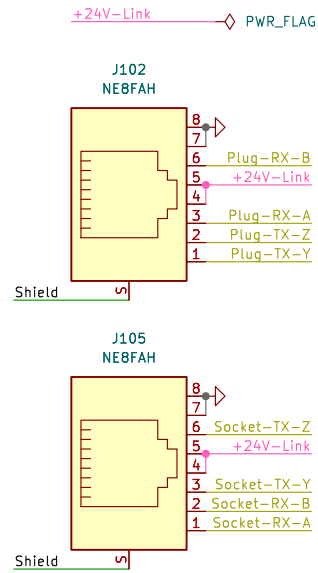 +24V-Link
PWR_FLAG
J102
NE8FAH
8
7
6 Plug-RX-B
5 +24V-Link
4
3 Plug-RX-A
2 Plug-TX-Z
1 Plug-TX-Y
S
Shield
J105
NE8FAH
8
7
6 Socket-TX-Z
5 +24V-Link
4
3 Socket-TX-Y
2 Socket-RX-B
1 Socket-RX-A
S
Shield